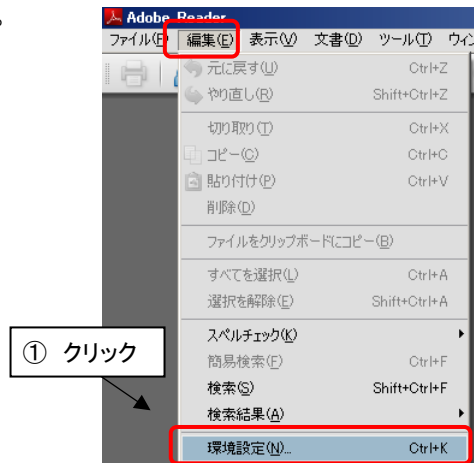 。
Adobe Reader
ファイル(F) 編集(E) 表示(V) 文書(D) ツール(T)
元に戻す(U) Ctrl+Z
やり直し(R) Shift+Ctrl+Z
切り取り(T) Ctrl+X
コピー(C) Ctrl+C
貼り付け(P) Ctrl+V
削除(D)
ファイルをクリップボードにコピー(B)
すべてを選択(L) Ctrl+A
選択を解除(E) Shift+Ctrl+A
スペルチェック(K)
① クリック
簡易検索(F) Ctrl+F
検索(S) Shift+Ctrl+F
検索結果(A)
環境設定(N)... Ctrl+K